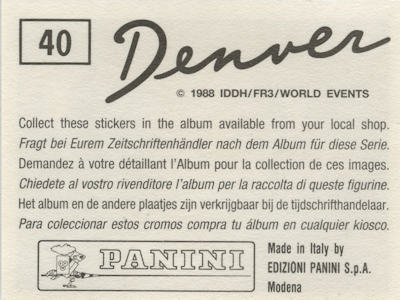 40
Denver
© 1988 IDDH/FR3/WORLD EVENTS
Collect these stickers in the album available from your local shop.
Fragt bei Eurem Zeitschriftenhändler nach dem Album für diese Serie.
Demandez à votre détaillant l'Album pour la collection de ces images.
Chiedete al vostro rivenditore l'album per la raccolta di queste figurine.
Het album en de andere plaatjes zijn verkrijgbaar bij de tijdschrifthandelaar.
Para coleccionar estos cromos compra tu álbum en cualquier kiosco.
PANINI
Made in Italy by
EDIZIONI PANINI S.p.A.
Modena